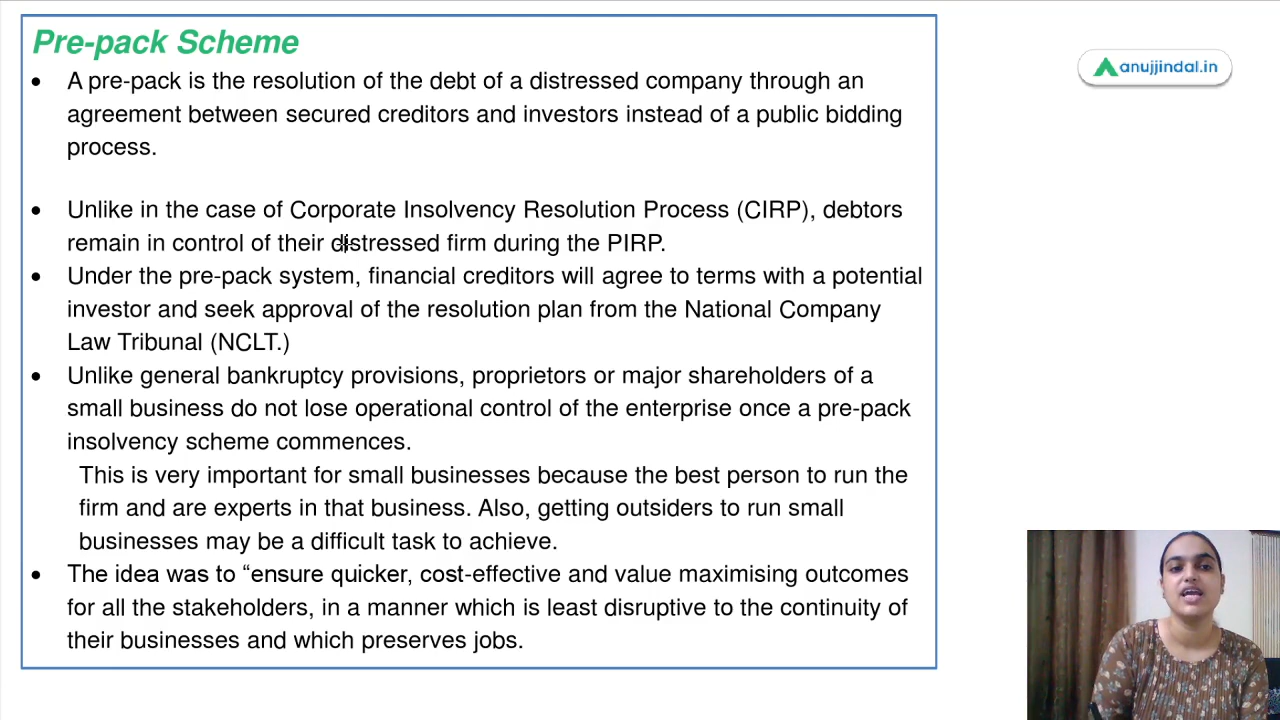 Pre-pack Scheme
anujjindal.in
• A pre-pack is the resolution of the debt of a distressed company through an
agreement between secured creditors and investors instead of a public bidding
process.
• Unlike in the case of Corporate Insolvency Resolution Process (CIRP), debtors
remain in control of their distressed firm during the PIRP.
• Under the pre-pack system, financial creditors will agree to terms with a potential
investor and seek approval of the resolution plan from the National Company
Law Tribunal (NCLT.)
• Unlike general bankruptcy provisions, proprietors or major shareholders of a
small business do not lose operational control of the enterprise once a pre-pack
insolvency scheme commences.
This is very important for small businesses because the best person to run the
firm and are experts in that business. Also, getting outsiders to run small
businesses may be a difficult task to achieve.
• The idea was to “ensure quicker, cost-effective and value maximising outcomes
for all the stakeholders, in a manner which is least disruptive to the continuity of
their businesses and which preserves jobs.